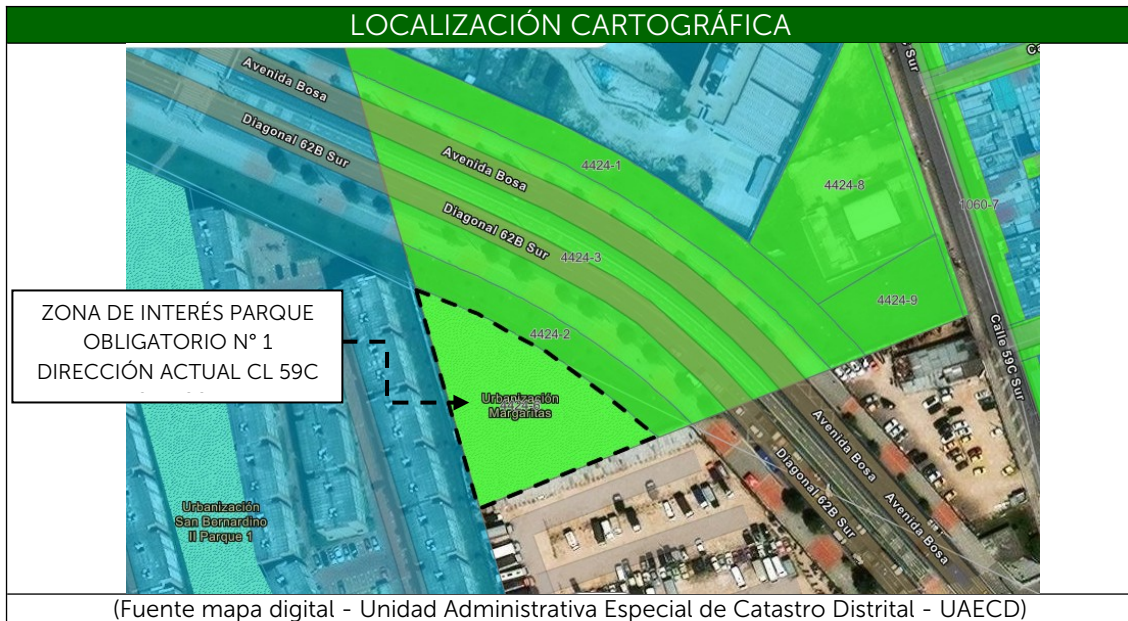 LOCALIZACIÓN CARTOGRÁFICA
Avenida Bosa
Diagonal 62B Sur
Avenida Bosa
4424-1
Diagonal 62B Sur
4424-3
4424-2
4424-8
1060-7
4424-9
Sur
Calle 59C Sur
ZONA DE INTERÉS PARQUE
OBLIGATORIO N° 1
DIRECCIÓN ACTUAL CL 59C
Urbanización
Margaritas
Urbanización
San Bernardino
II Parque 1
Avenida Bosa
Avenida Bosa
Diagonal 62B Sur
(Fuente mapa digital - Unidad Administrativa Especial de Catastro Distrital - UAECD)